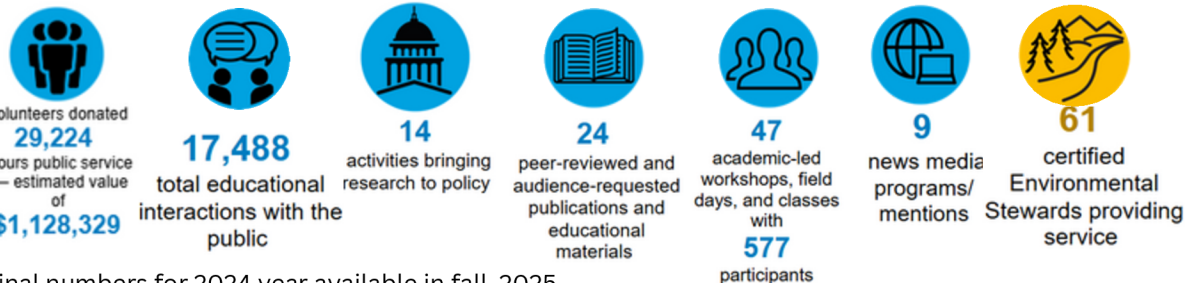 olunteers donated
29,224
ours public service
– estimated value
of
$1,128,329
17,488
total educational
interactions with the
public
14
activities bringing
research to policy
24
peer-reviewed and
audience-requested
publications and
educational
materials
47
academic-led
workshops, field
days, and classes
with
577
participants
9
news media
programs/
mentions
61
certified
Environmental
Stewards providing
service
inal numbers for 2024 year available in fall, 2025